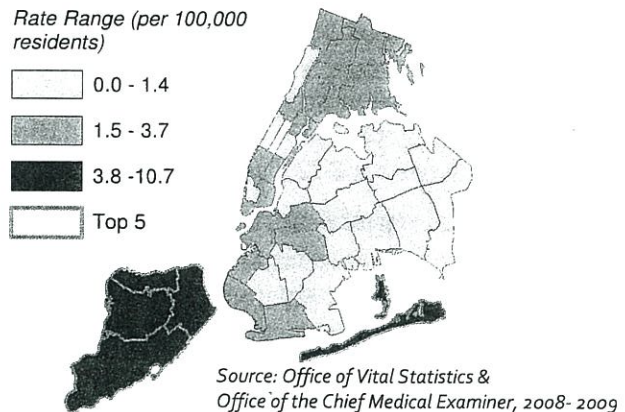 Rate Range (per 100,000
residents)
0.0 - 1.4
1.5 - 3.7
3.8 -10.7
Top 5
Source: Office of Vital Statistics &
Office of the Chief Medical Examiner, 2008- 2009